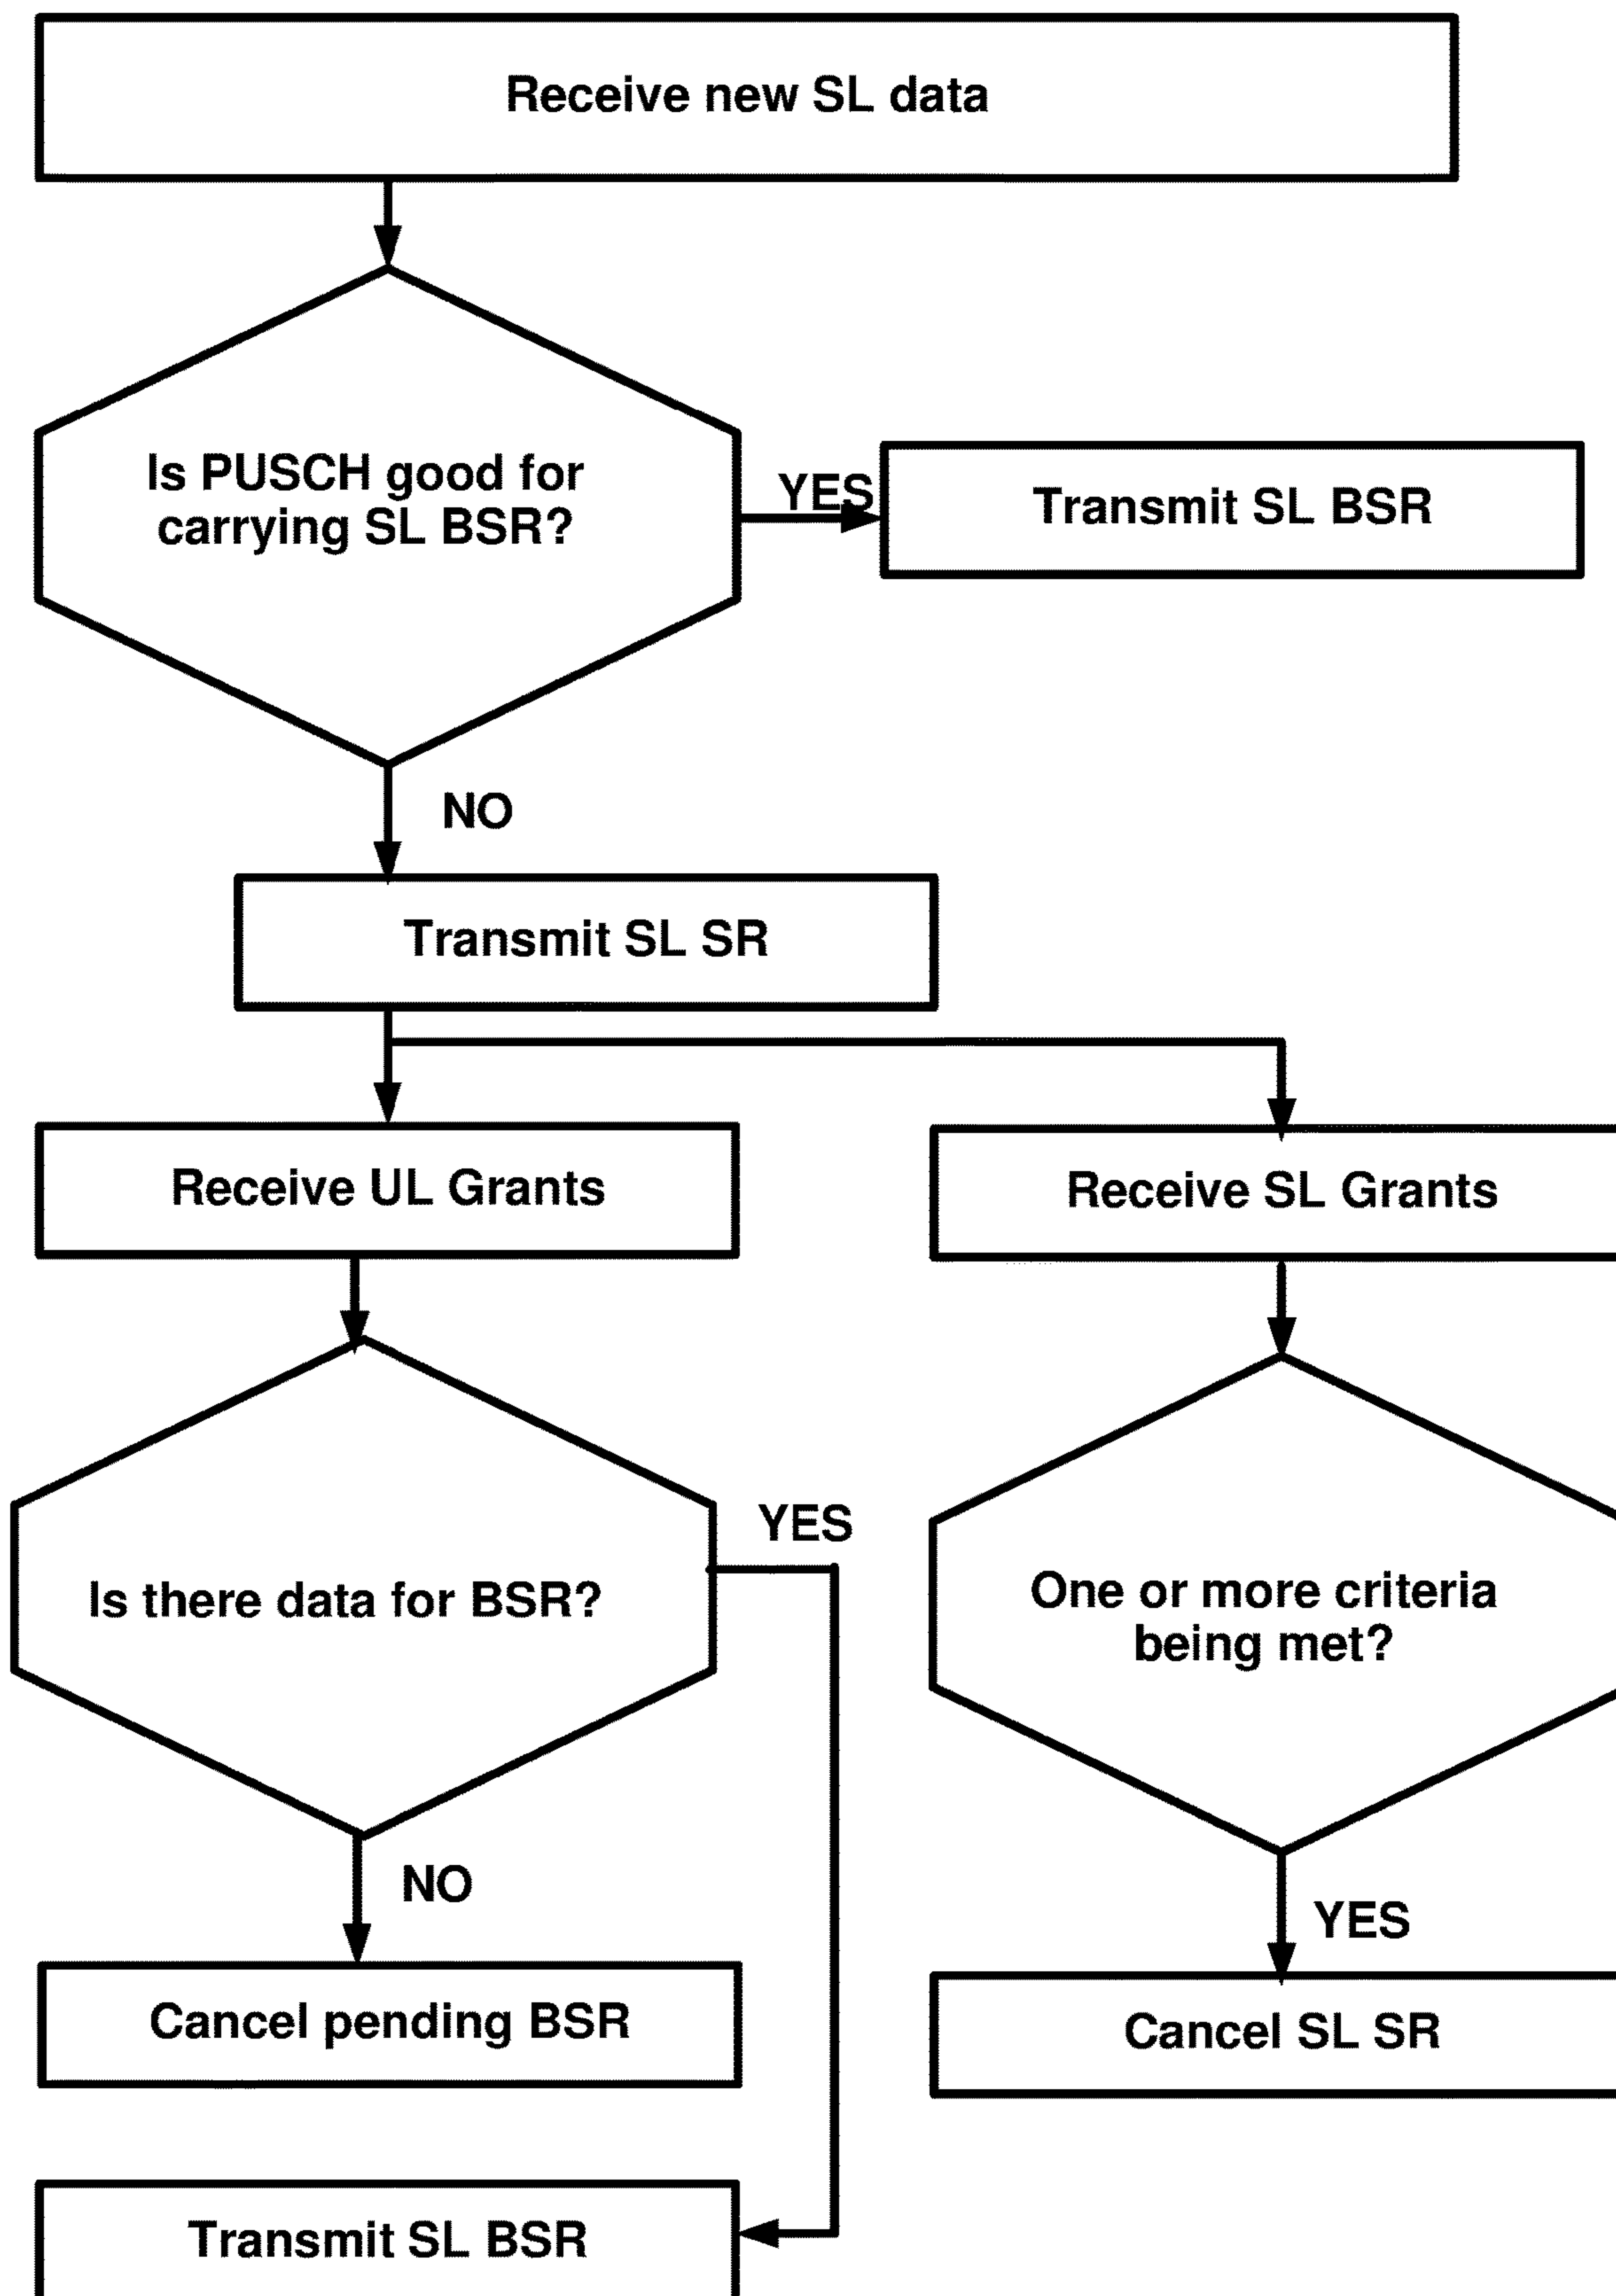 Receive new SL data
Is PUSCH good for
carrying SL BSR?
YES
Transmit SL BSR
NO
Transmit SL SR
Receive UL Grants
Receive SL Grants
YES
Is there data for BSR?
One or more criteria
being met?
NO
YES
Cancel pending BSR
Cancel SL SR
Transmit SL BSR